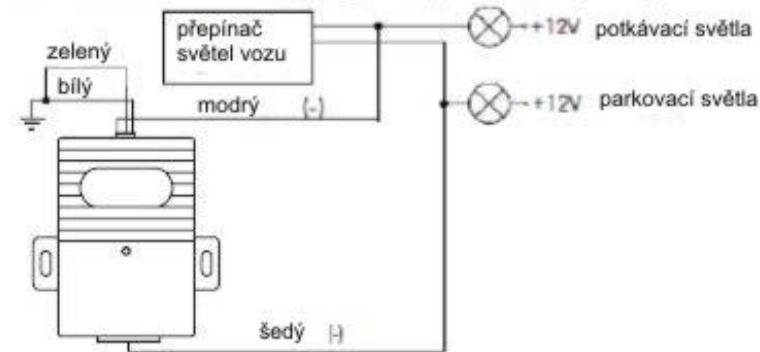 přepínač
světel vozu
+12V potkávací světla
zelený
bílý
modrý (-)
+12V parkovací světla
šedý (-)